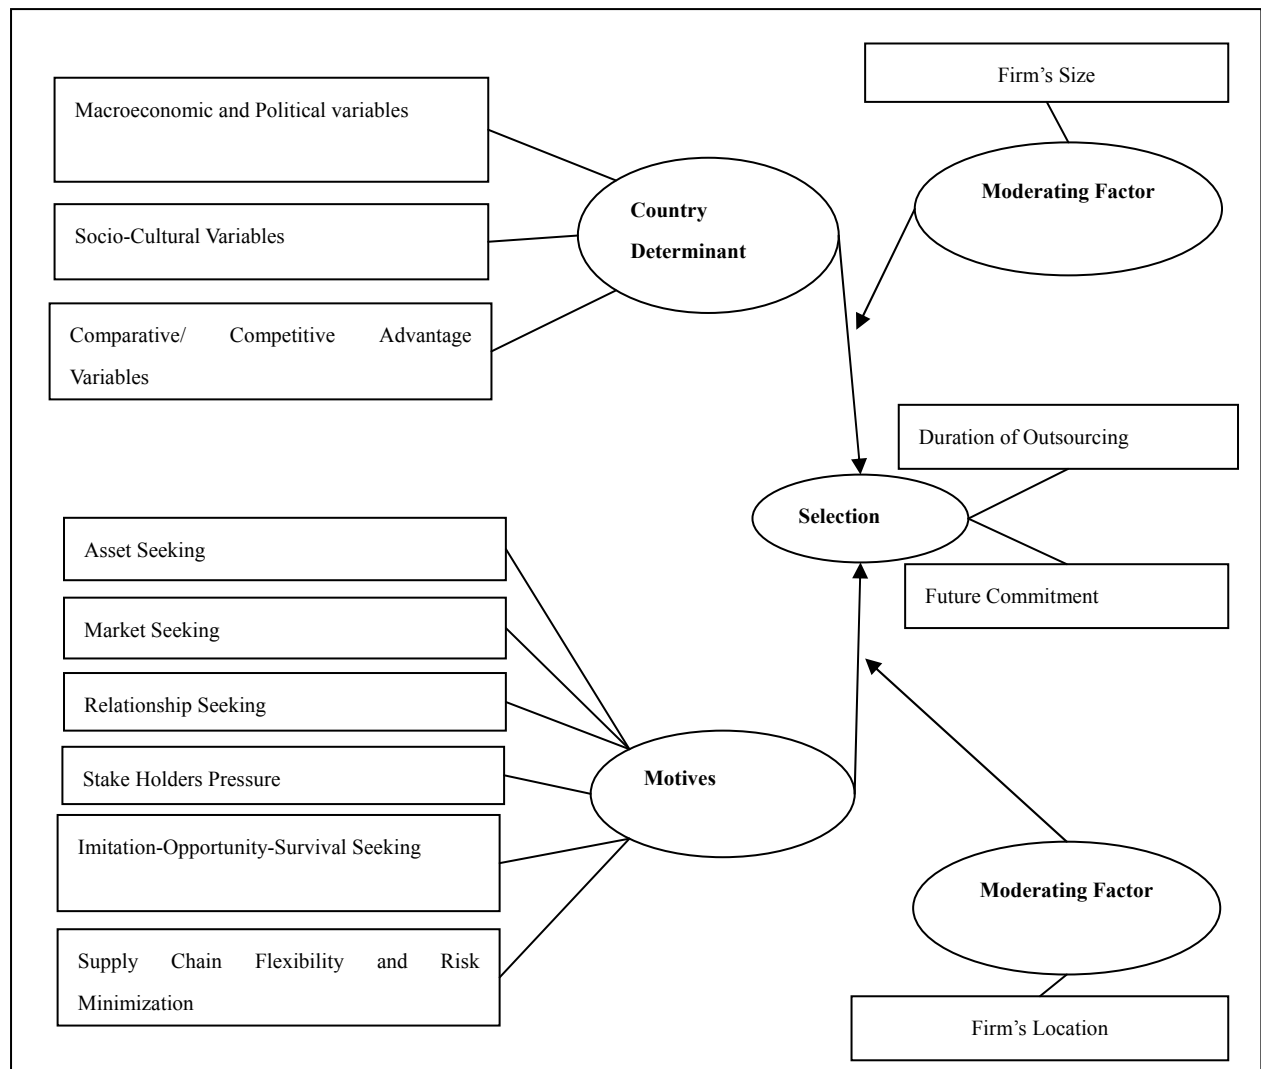 Firm’s Size
Macroeconomic and Political variables
Moderating Factor
Country
Determinant
Socio-Cultural Variables
Comparative/ Competitive Advantage
Variables
Duration of Outsourcing
Selection
Asset Seeking
Future Commitment
Market Seeking
Relationship Seeking
Stake Holders Pressure
Motives
Imitation-Opportunity-Survival Seeking
Moderating Factor
Supply Chain Flexibility and Risk
Minimization
Firm’s Location